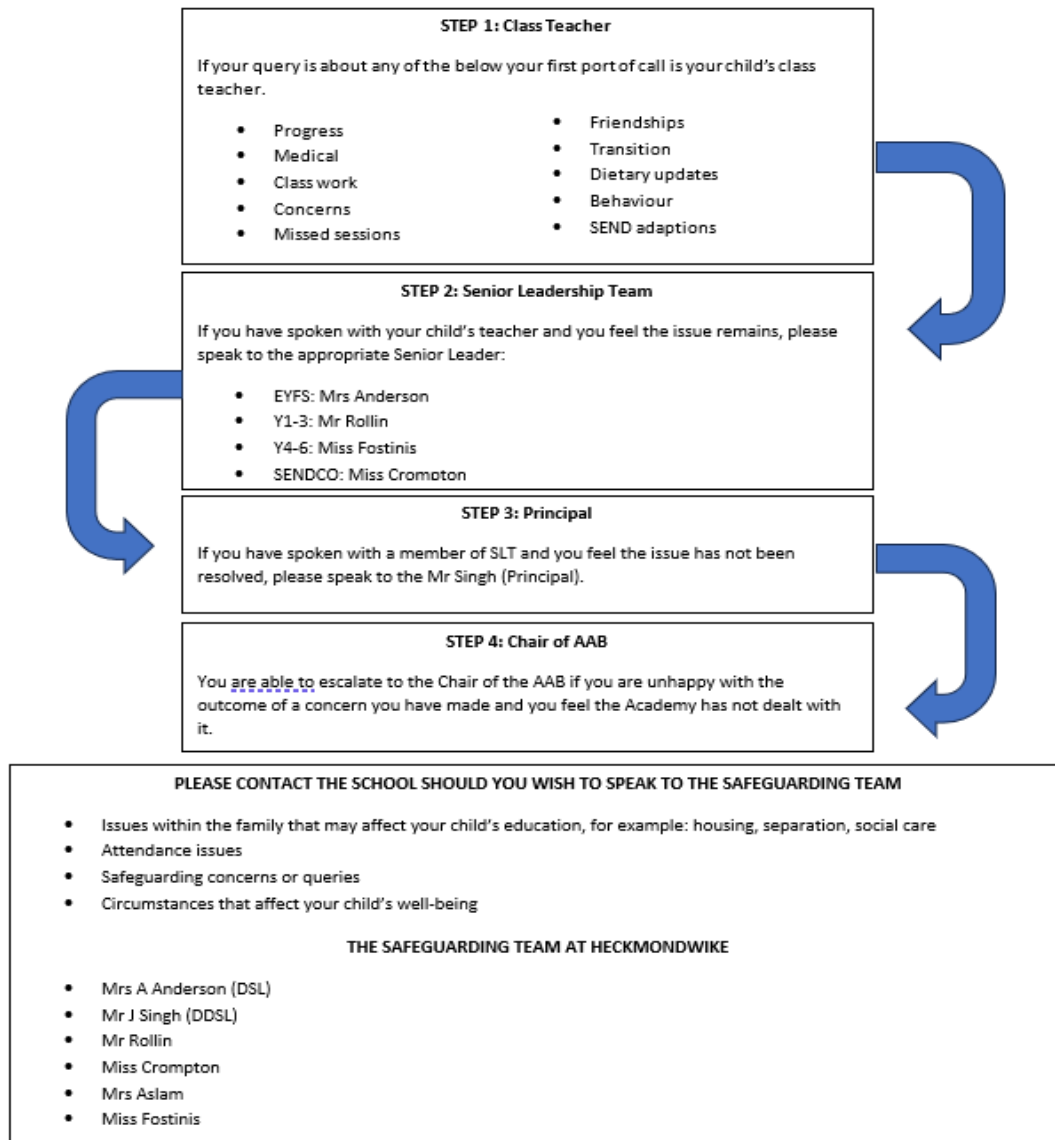 STEP 1: Class Teacher
If your query is about any of the below your first port of call is your child's class
teacher.
• Progress
• Medical
• Class work
• Concerns
• Missed sessions
• Friendships
• Transition
• Dietary updates
• Behaviour
• SEND adaptions
STEP 2: Senior Leadership Team
If you have spoken with your child's teacher and you feel the issue remains, please
speak to the appropriate Senior Leader:
• EYFS: Mrs Anderson
• Y1-3: Mr Rollin
• Y4-6: Miss Fostinis
• SENDCO: Miss Crompton
STEP 3: Principal
If you have spoken with a member of SLT and you feel the issue has not been
resolved, please speak to the Mr Singh (Principal).
STEP 4: Chair of AAB
You are able to escalate to the Chair of the AAB if you are unhappy with the
outcome of a concern you have made and you feel the Academy has not dealt with
it.
PLEASE CONTACT THE SCHOOL SHOULD YOU WISH TO SPEAK TO THE SAFEGUARDING TEAM
• Issues within the family that may affect your child's education, for example: housing, separation, social care
• Attendance issues
• Safeguarding concerns or queries
• Circumstances that affect your child's well-being
THE SAFEGUARDING TEAM AT HECKMONDWIKE
• Mrs A Anderson (DSL)
• Mr J Singh (DDSL)
• Mr Rollin
• Miss Crompton
• Mrs Aslam
• Miss Fostinis